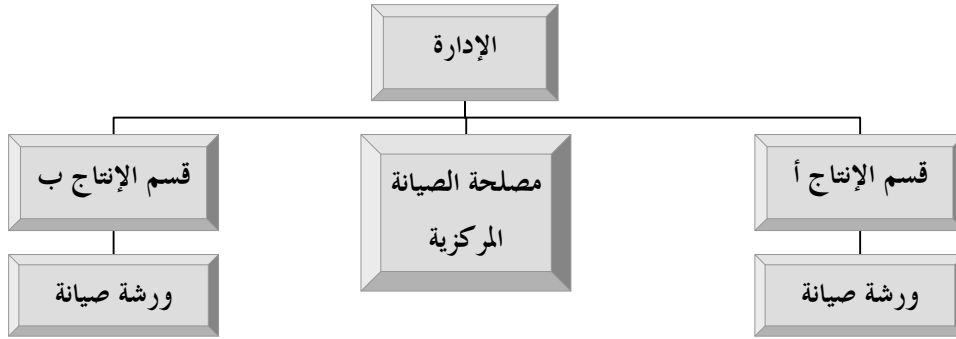 الإدارة
قسم الإنتاج أ
مصلحة الصيانة
المركزية
قسم الإنتاج ب
ورشة صيانة
ورشة صيانة